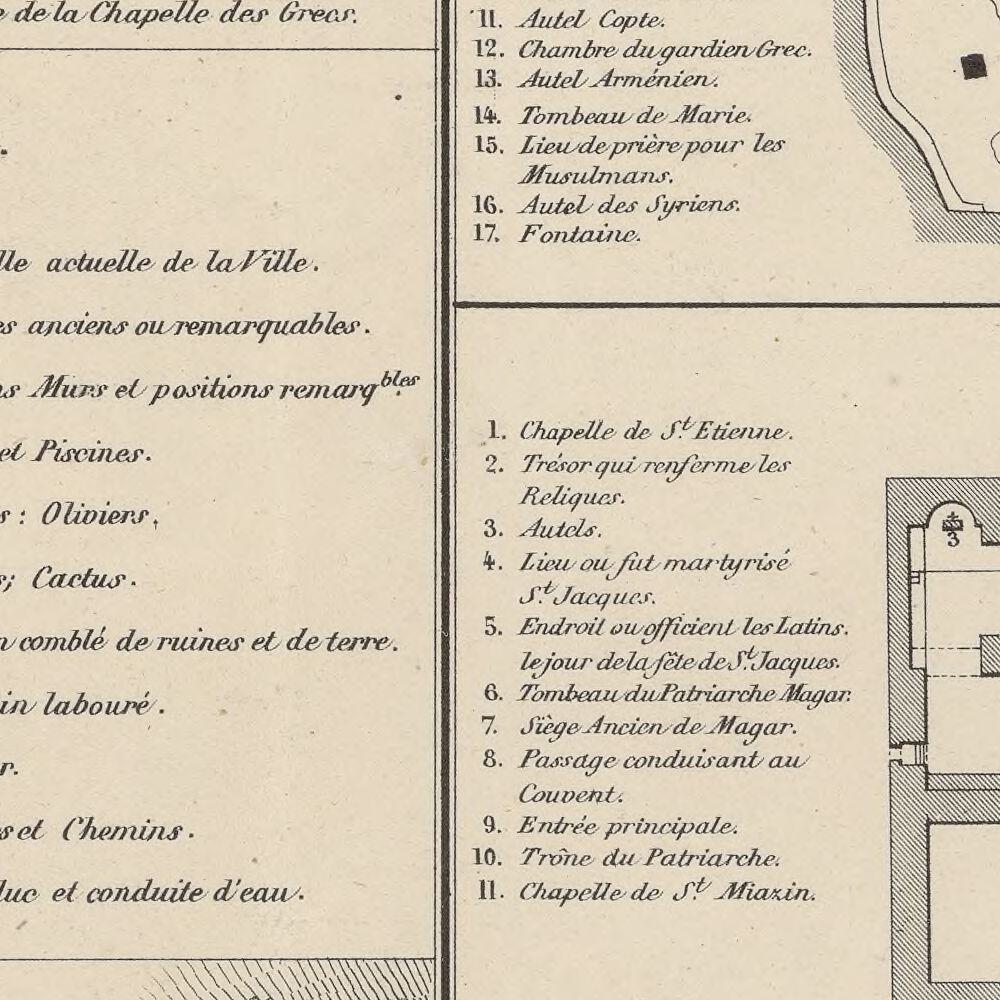 de la Chapelle des Grecs.
actuelle de la Ville.
anciens ou remarquables.
Murs et positions remarqbles.
et Piscines.
: Oliviers.
; Cactus.
comblé de ruines et de terre.
labouré.
et Chemins.
et conduite d'eau.
11. Autel Copte.
12. Chambre du gardien Grec.
13. Autel Arménien.
14. Tombeau de Marie.
15. Lieu de prière pour les
Musulmans.
16. Autel des Syriens.
17. Fontaine.
1. Chapelle de St. Etienne.
2. Trésor qui renferme les
Reliques.
3. Autels.
4. Lieu ou fut martyrisé
St. Jacques.
5. Endroit ou officient les Latins.
le jour de la fête de St. Jacques.
6. Tombeau du Patriarche Magar.
7. Siège Ancien de Magar.
8. Passage conduisant au
Couvent.
9. Entrée principale.
10. Trône du Patriarche.
11. Chapelle de St. Miazin.
3